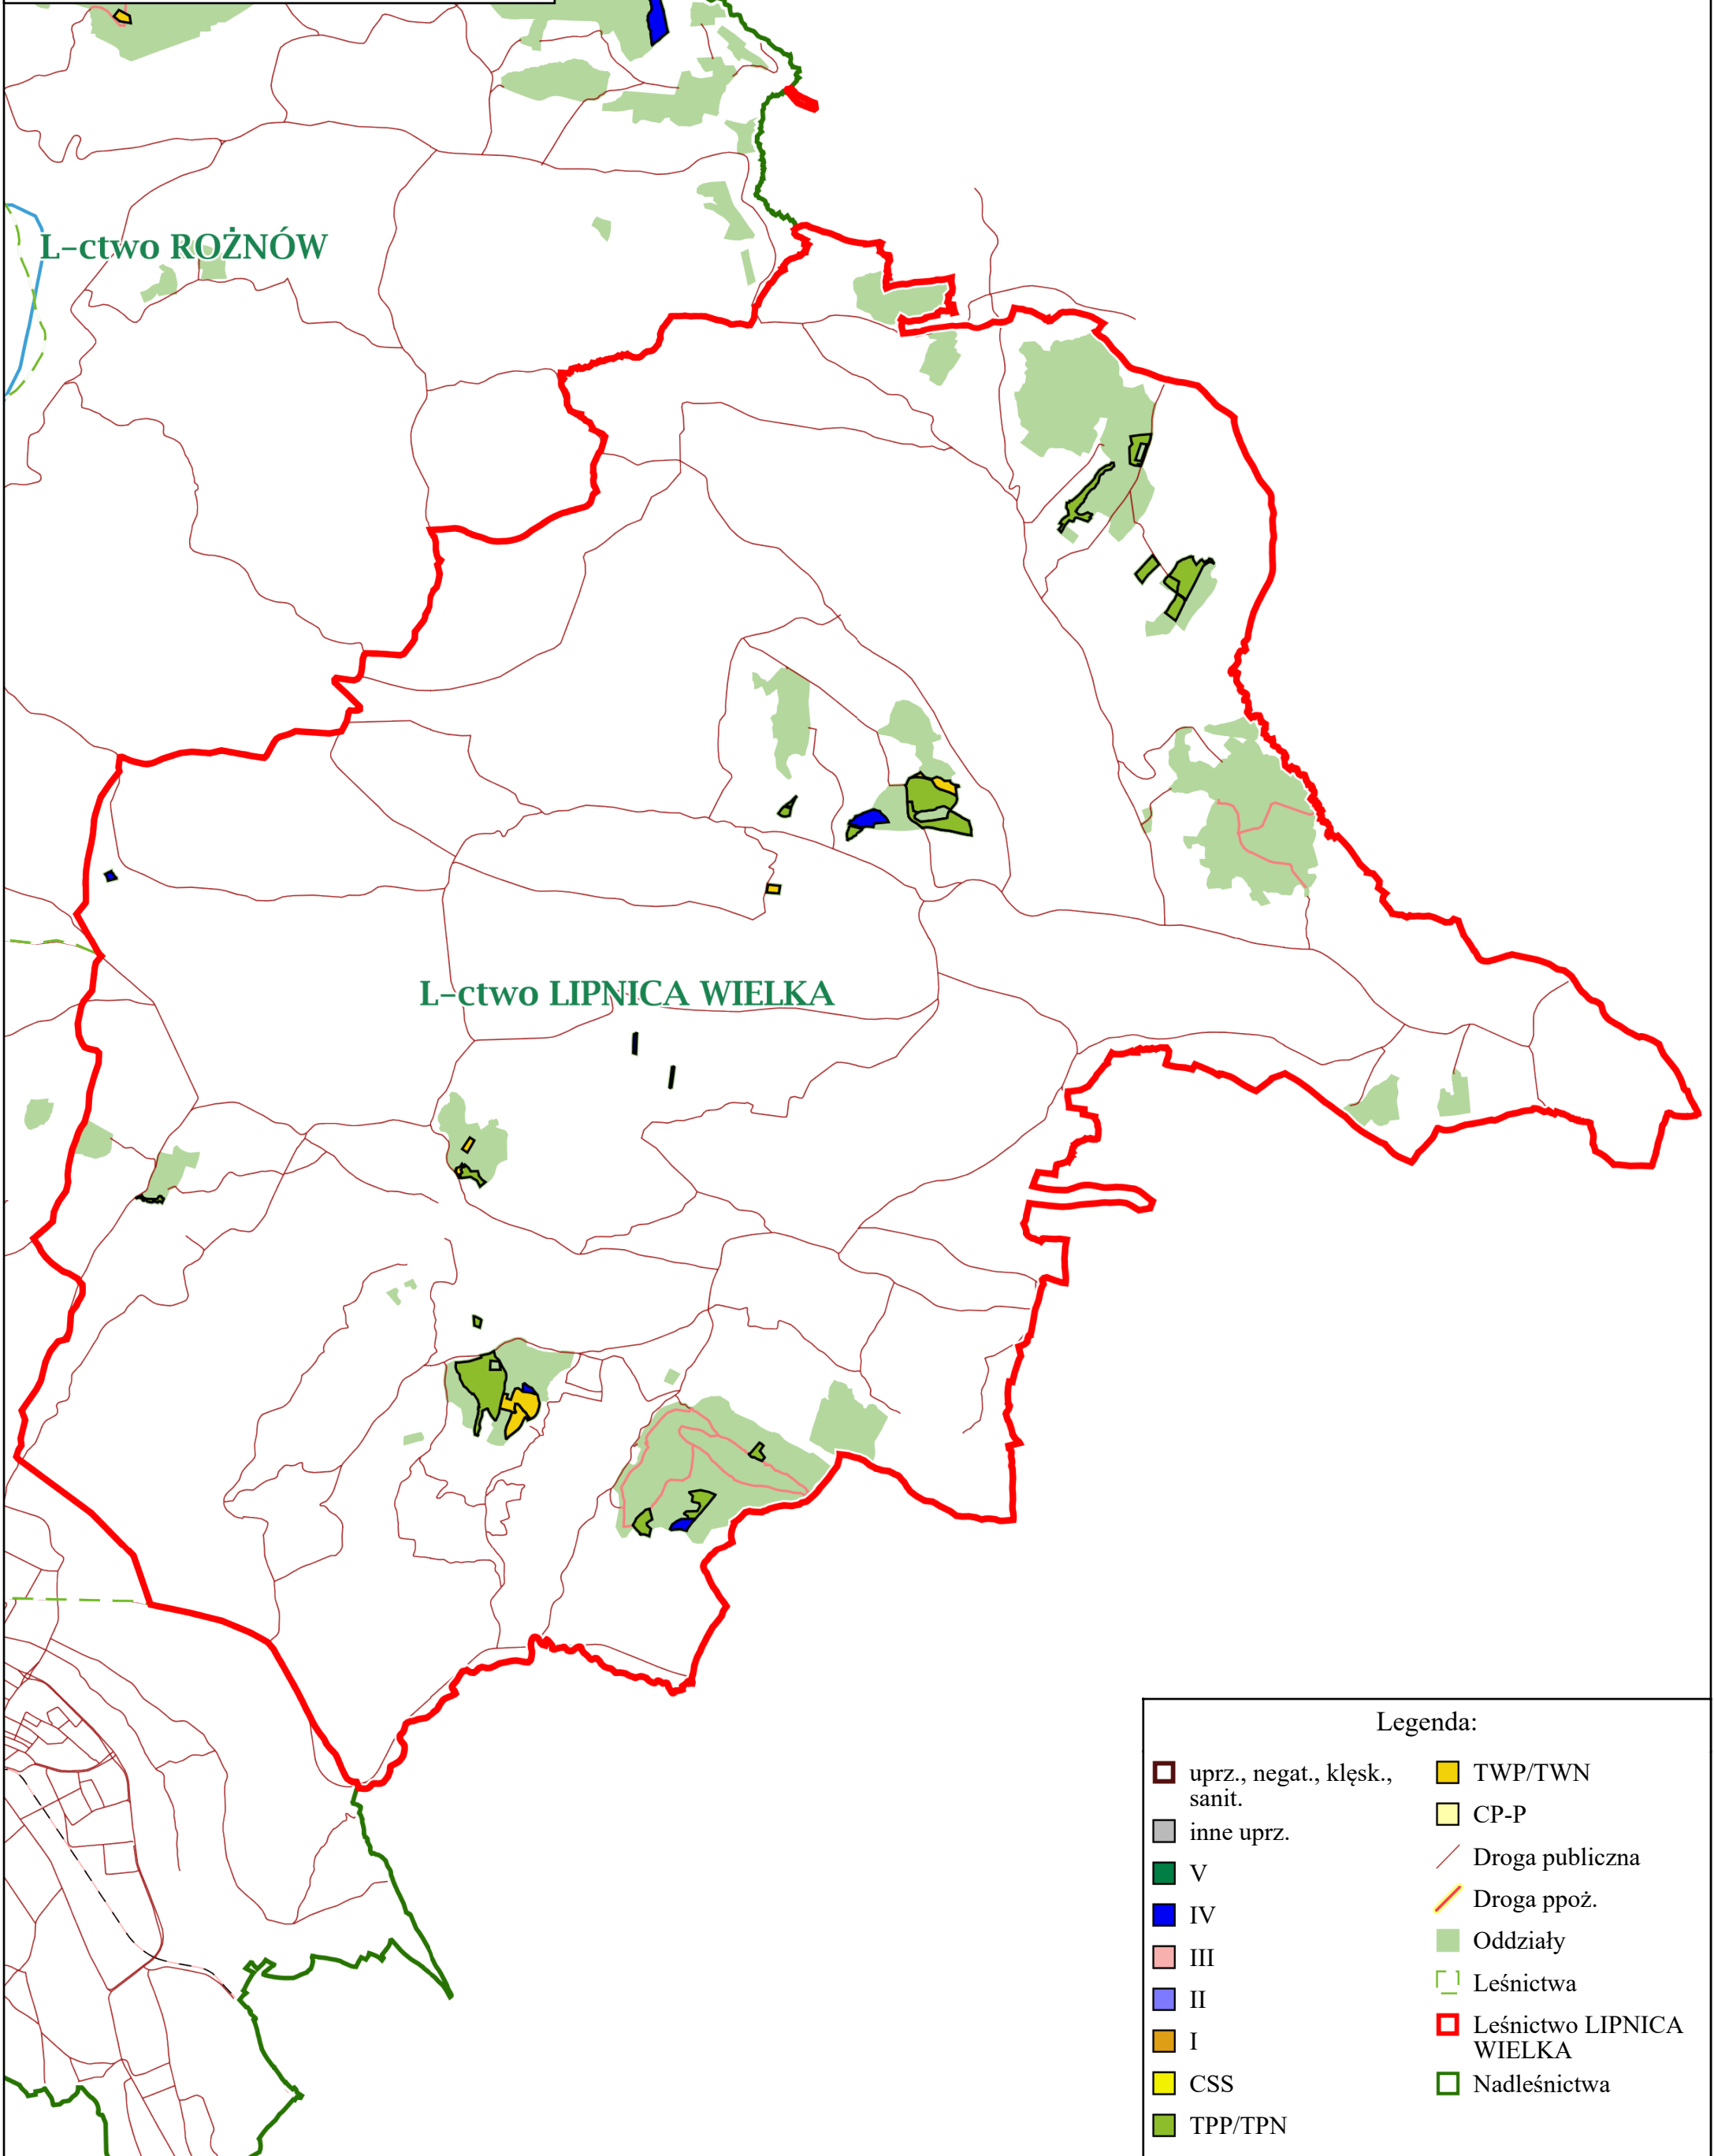 L-ctwo ROŻNÓW
L-ctwo LIPNICA WIELKA
Legenda:
uprz., negat., klęsk.,
sanit.
inne uprz.
V
IV
III
II
I
CSS
TPP/TPN
TWP/TWN
CP-P
Droga publiczna
Droga ppoż.
Oddziały
Leśnictwa
Leśnictwo LIPNICA
WIELKA
Nadleśnictwa